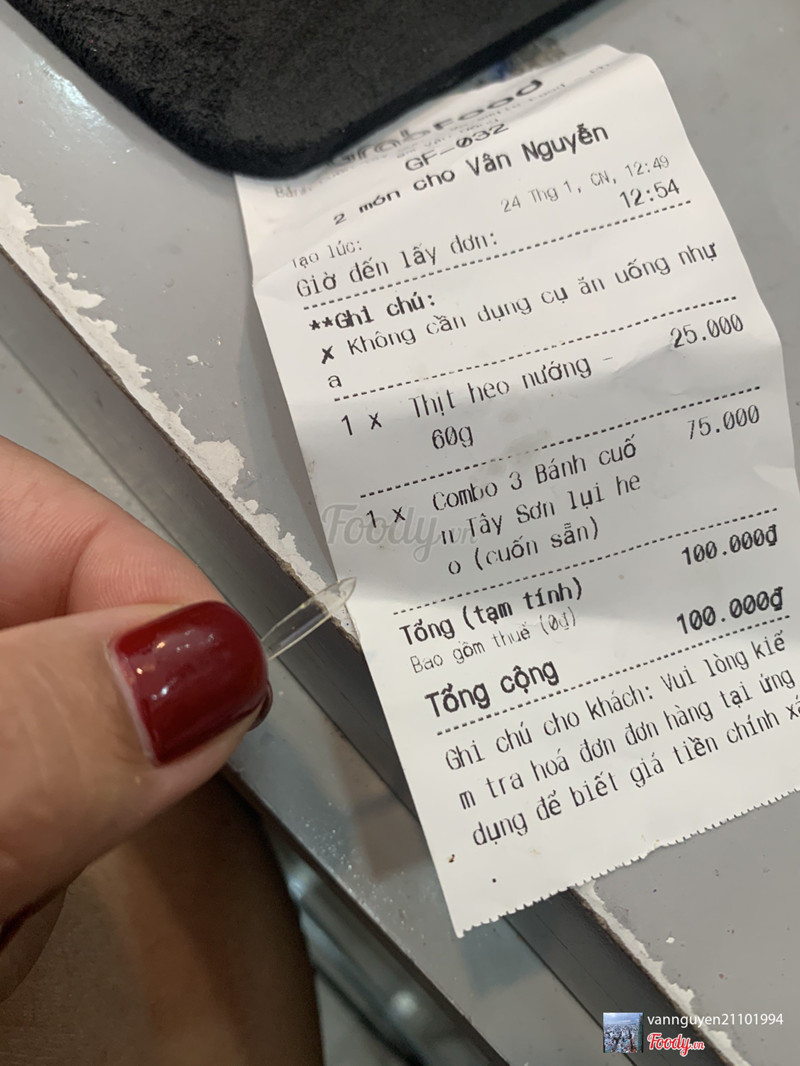 GrabFood
GF-032
2 món cho Vân Nguyễn
Tạo lúc: 24 Thg 1, CN, 12:49
Giờ đến lấy đơn: 12:54
**Ghi chú:
X Không cần dụng cụ ăn uống nhự
a
1 X Thịt heo nướng - 25.000
60g
1 X Combo 3 Bánh cuố 75.000
n Tây Sơn lụi he
o (cuốn sẵn)
Tổng (tạm tính) 100.000₫
Bao gồm thuế (0₫)
Tổng cộng 100.000₫
Ghi chú cho khách: Vui lòng kiể
m tra hoá đơn đơn hàng tại ứng
dụng để biết giá tiền chính xá
Foody.vn
vannguyen21101994
Foody.vn